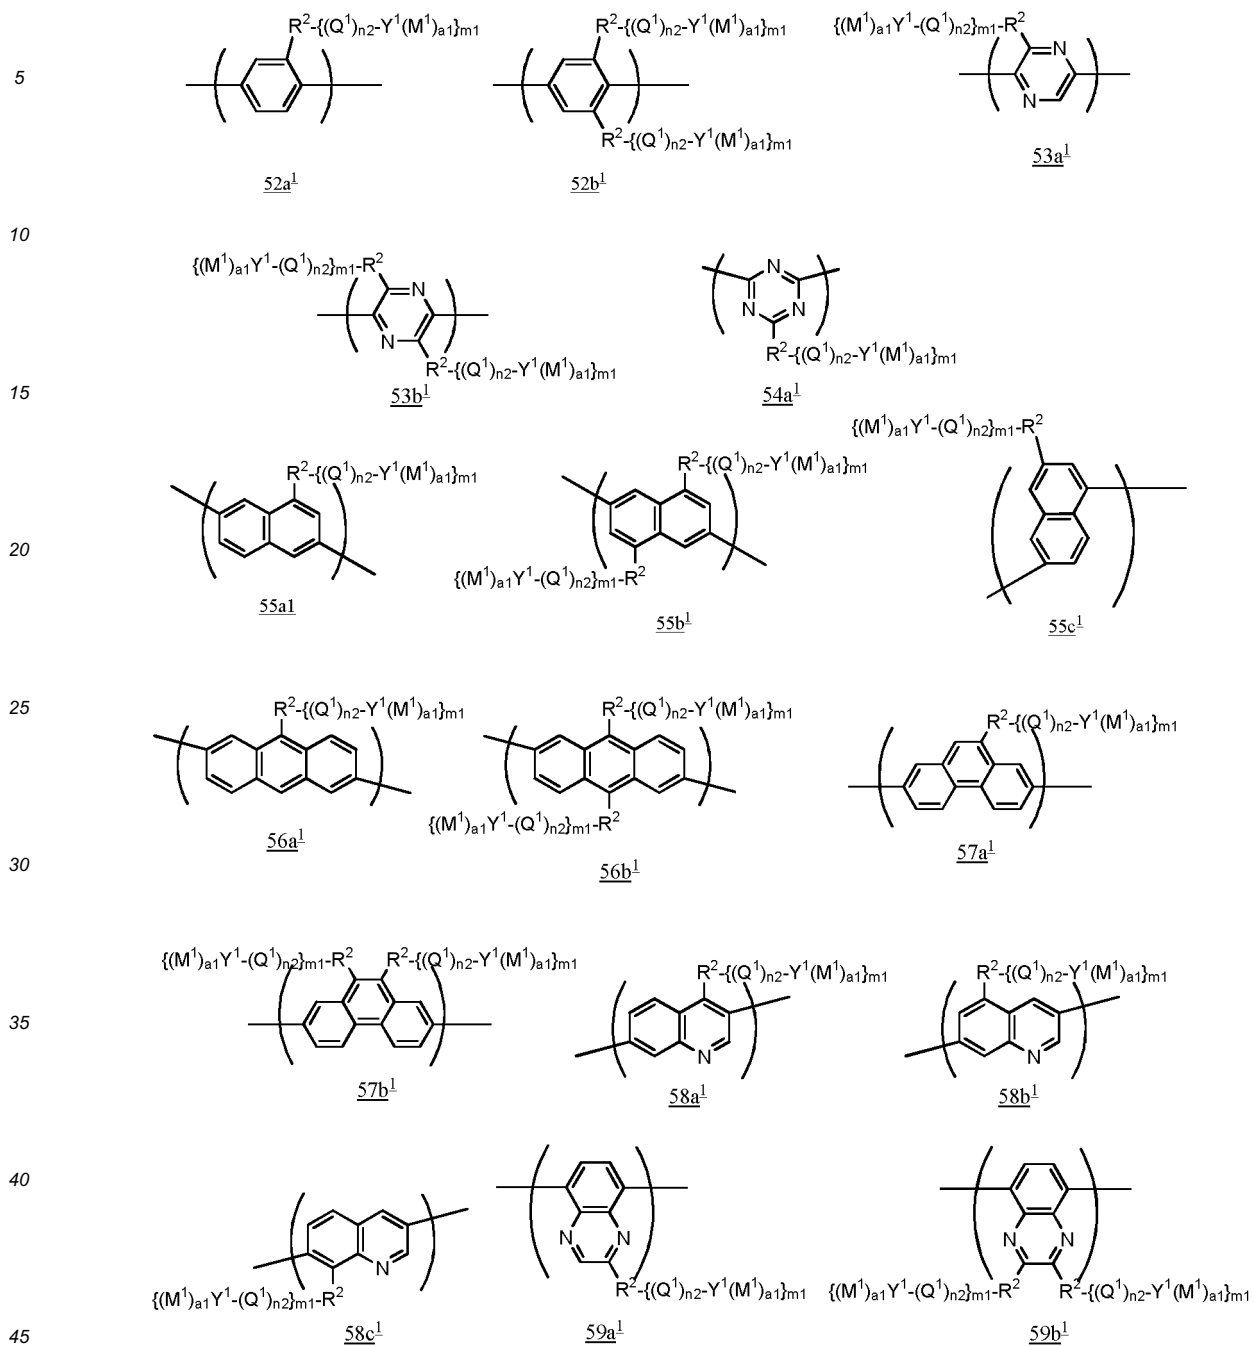 R²-{(Q¹)n2-Y¹(M¹)a1}m1
R²-{(Q¹)n2-Y¹(M¹)a1}m1
{(M¹)a1Y¹-(Q¹)n2}m1-R²
N
N
5
R²-{(Q¹)n2-Y¹(M¹)a1}m1
52a¹
52b¹
53a¹
10
{(M¹)a1Y¹-(Q¹)n2}m1-R²
N
N
R²-{(Q¹)n2-Y¹(M¹)a1}m1
53b¹
N
N
N
R²-{(Q¹)n2-Y¹(M¹)a1}m1
54a¹
15
R²-{(Q¹)n2-Y¹(M¹)a1}m1
R²-{(Q¹)n2-Y¹(M¹)a1}m1
{(M¹)a1Y¹-(Q¹)n2}m1-R²
20
{(M¹)a1Y¹-(Q¹)n2}m1-R²
55a1
55b¹
55c¹
25
R²-{(Q¹)n2-Y¹(M¹)a1}m1
R²-{(Q¹)n2-Y¹(M¹)a1}m1
R²-{(Q¹)n2-Y¹(M¹)a1}m1
{(M¹)a1Y¹-(Q¹)n2}m1-R²
56a¹
56b¹
57a¹
30
{(M¹)a1Y¹-(Q¹)n2}m1-R²
R²-{(Q¹)n2-Y¹(M¹)a1}m1
R²-{(Q¹)n2-Y¹(M¹)a1}m1
R²-{(Q¹)n2-Y¹(M¹)a1}m1
35
N
N
57b¹
58a¹
58b¹
40
N
{(M¹)a1Y¹-(Q¹)n2}m1-R²
58c¹
N
N
R²-{(Q¹)n2-Y¹(M¹)a1}m1
59a¹
N
N
{(M¹)a1Y¹-(Q¹)n2}m1-R²
R²-{(Q¹)n2-Y¹(M¹)a1}m1
59b¹
45